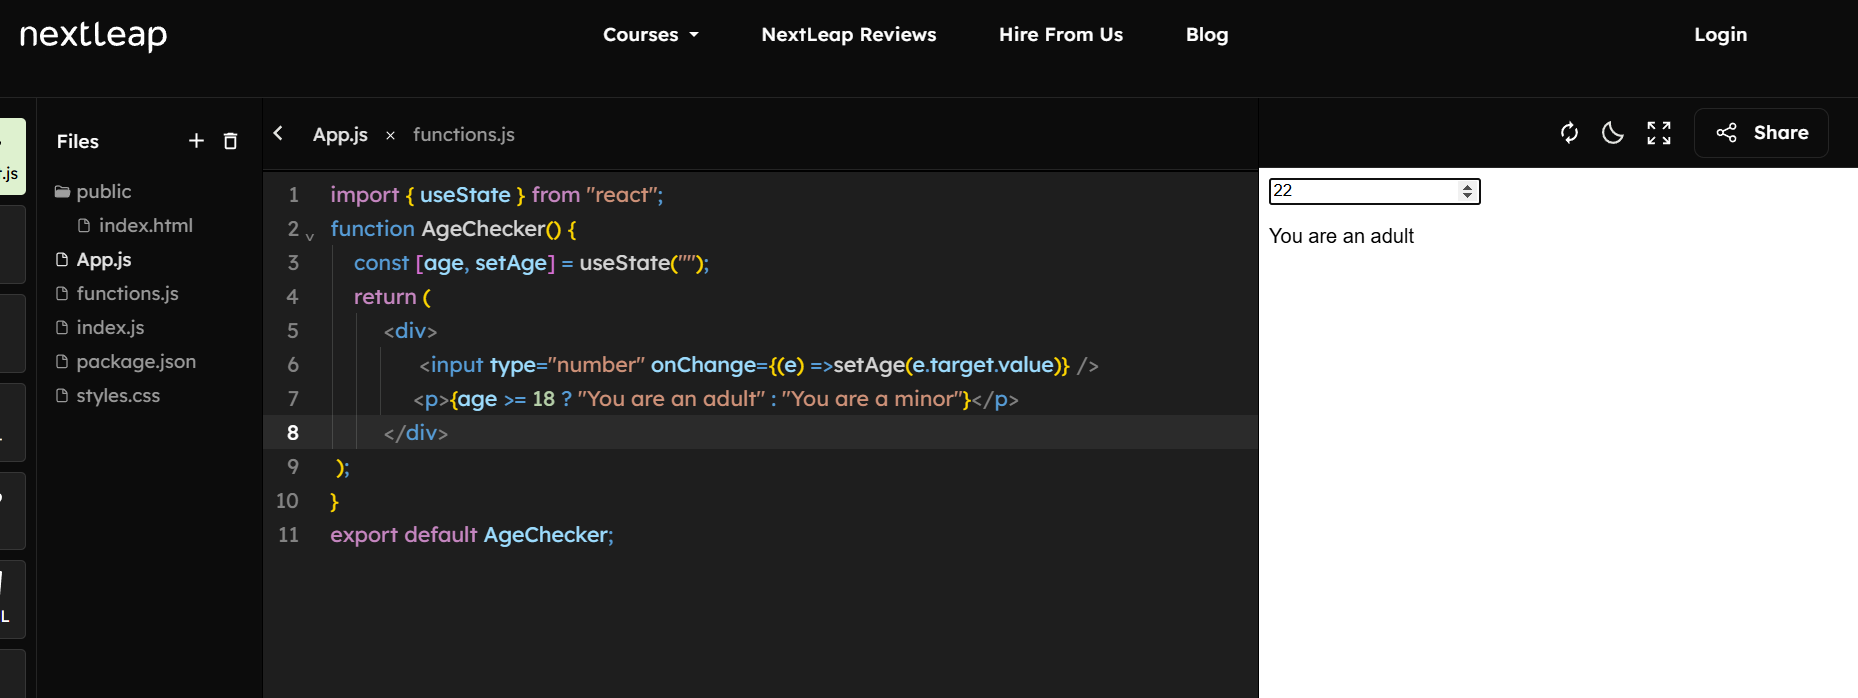 nextleap
Courses
NextLeap Reviews
Hire From Us
Blog
Login
.js
L
Files
public
index.html
App.js
functions.js
index.js
package.json
styles.css
App.js × functions.js
Share
1 import { useState } from "react";
2 function AgeChecker() {
3 const [age, setAge] = useState("");
4 return (
5 <div>
6 <input type="number" onChange={(e) =>setAge(e.target.value)} />
7 <p>{age >= 18 ? "You are an adult" : "You are a minor"}</p>
8 </div>
9 );
10 }
11 export default AgeChecker;
22
You are an adult